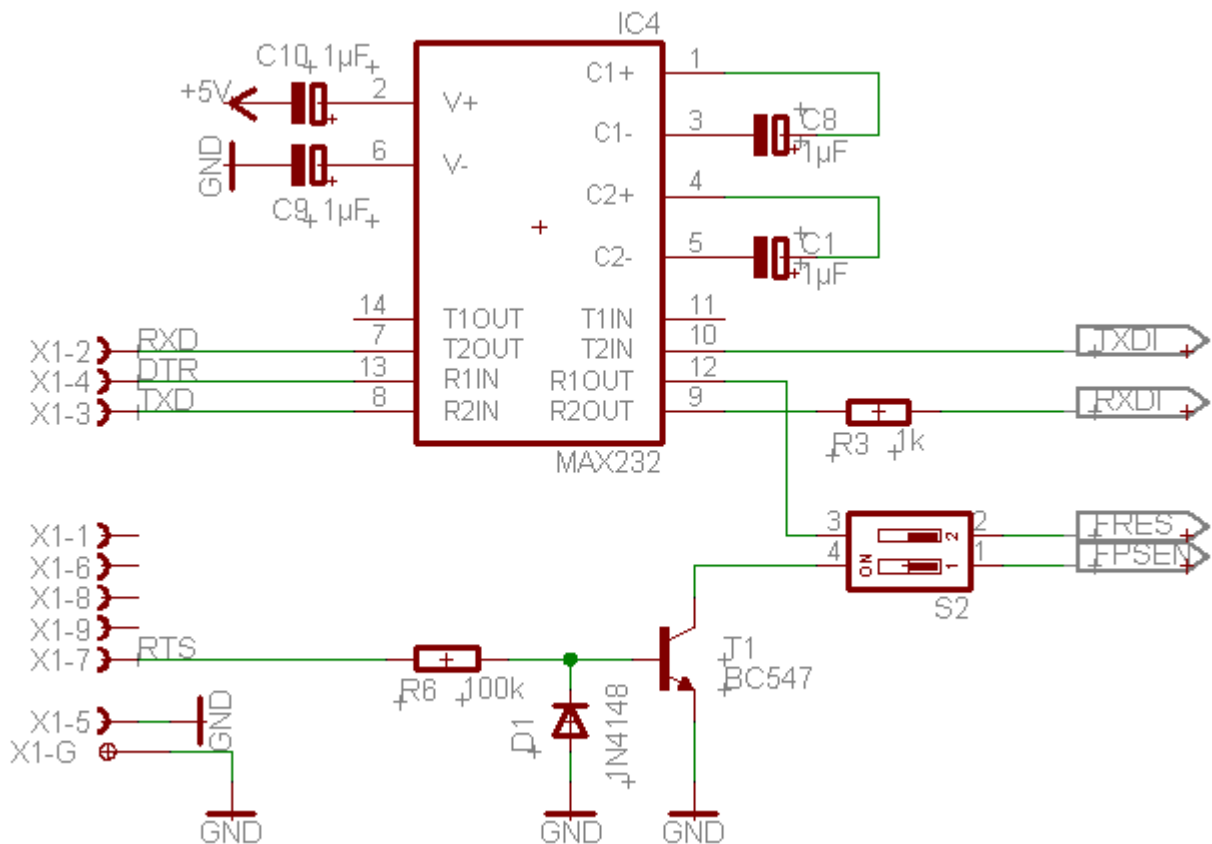 IC4
C10 1µF
+5V
2
V+
C1+
1
C1-
3
C8
1µF
GND
6
V-
C9 1µF
C2+
4
C2-
5
C1
1µF
14
T1OUT
T1IN
11
X1-2
RXD
7
T2OUT
T2IN
10
TXDI
X1-4
DTR
13
R1IN
R1OUT
12
X1-3
TXD
8
R2IN
R2OUT
9
R3
1k
RXDI
MAX232
X1-1
3
2
FRES
X1-6
4
ON
2
1
1
FPSEN
S2
X1-8
X1-9
X1-7
RTS
R6
100k
T1
BC547
D1
1N4148
X1-5
GND
X1-G
GND
GND
GND